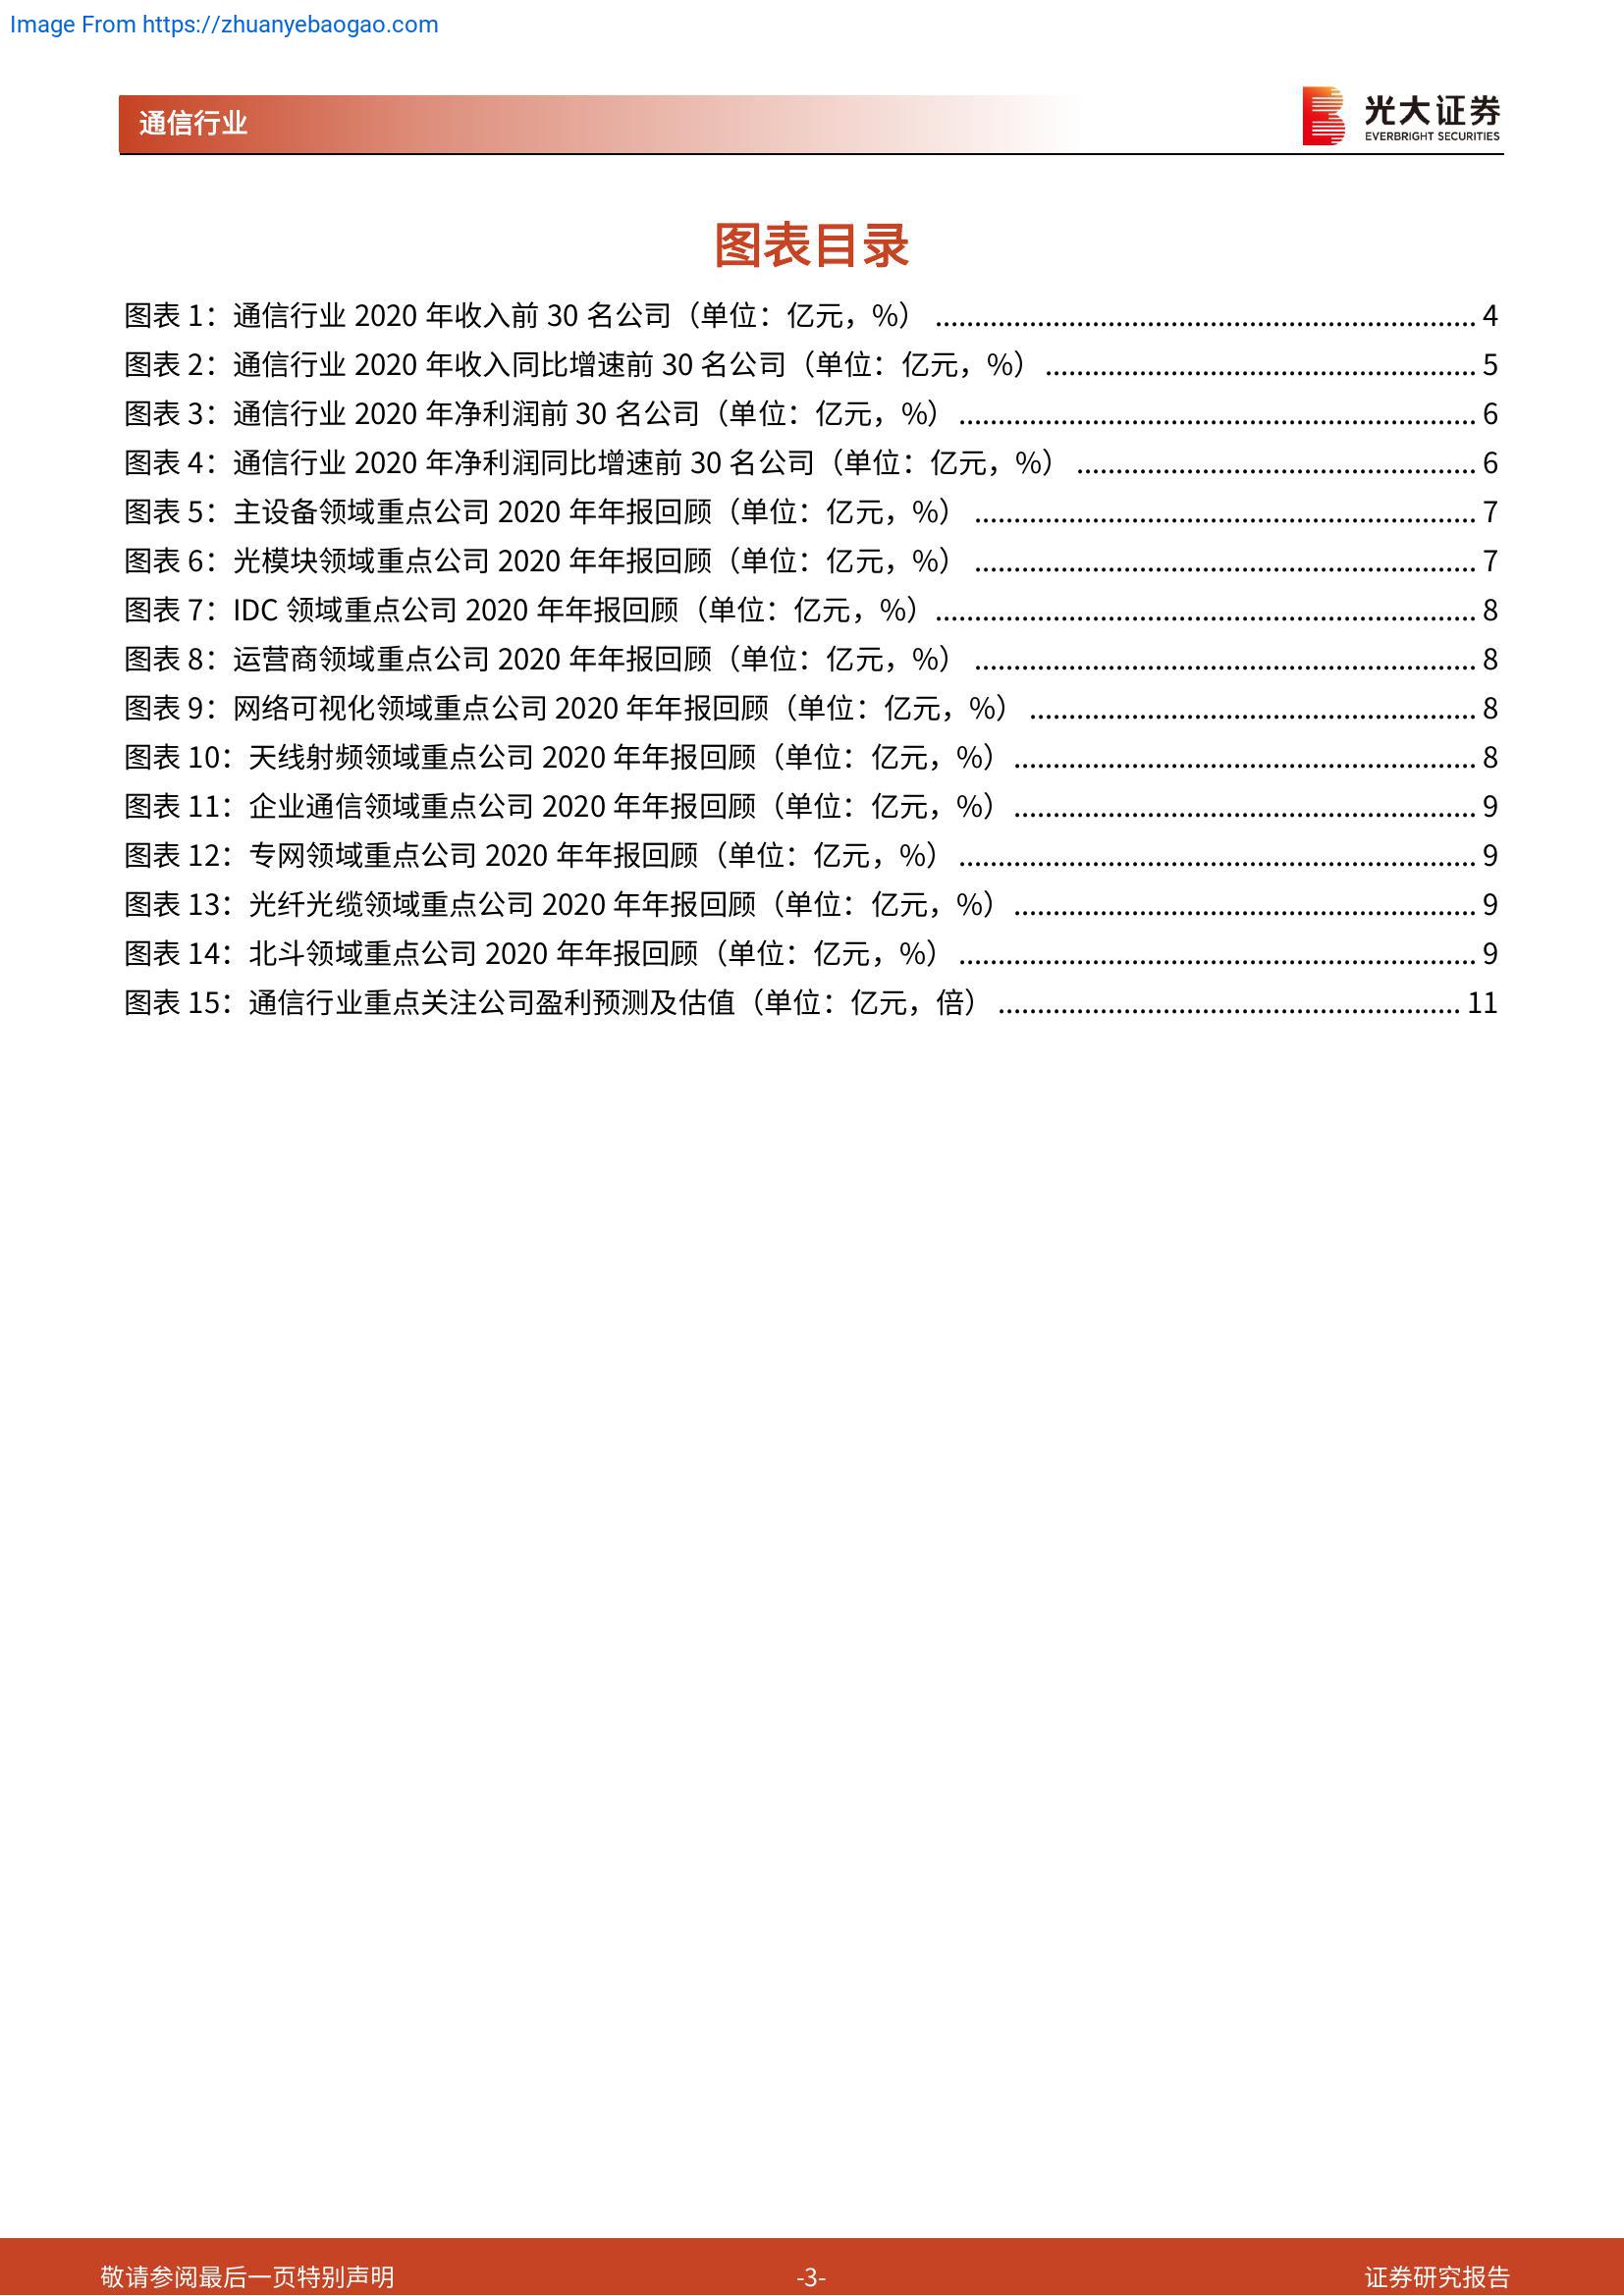 Image From https://zhuanyebaogao.com
通信行业
光大证券
EVERBRIGHT SECURITIES
图表目录
图表 1：通信行业 2020 年收入前 30 名公司（单位：亿元，%） ........................................................................ 4
图表 2：通信行业 2020 年收入同比增速前 30 名公司（单位：亿元，%） ......................................................... 5
图表 3：通信行业 2020 年净利润前 30 名公司（单位：亿元，%） .................................................................... 6
图表 4：通信行业 2020 年净利润同比增速前 30 名公司（单位：亿元，%） ..................................................... 6
图表 5：主设备领域重点公司 2020 年年报回顾（单位：亿元，%） .................................................................. 7
图表 6：光模块领域重点公司 2020 年年报回顾（单位：亿元，%） .................................................................. 7
图表 7：IDC 领域重点公司 2020 年年报回顾（单位：亿元，%） ....................................................................... 8
图表 8：运营商领域重点公司 2020 年年报回顾（单位：亿元，%） .................................................................. 8
图表 9：网络可视化领域重点公司 2020 年年报回顾（单位：亿元，%） ........................................................... 8
图表 10：天线射频领域重点公司 2020 年年报回顾（单位：亿元，%） ............................................................. 8
图表 11：企业通信领域重点公司 2020 年年报回顾（单位：亿元，%） ............................................................. 9
图表 12：专网领域重点公司 2020 年年报回顾（单位：亿元，%） .................................................................... 9
图表 13：光纤光缆领域重点公司 2020 年年报回顾（单位：亿元，%） ............................................................. 9
图表 14：北斗领域重点公司 2020 年年报回顾（单位：亿元，%） .................................................................... 9
图表 15：通信行业重点关注公司盈利预测及估值（单位：亿元，倍） ............................................................. 11
敬请参阅最后一页特别声明
-3-
证券研究报告